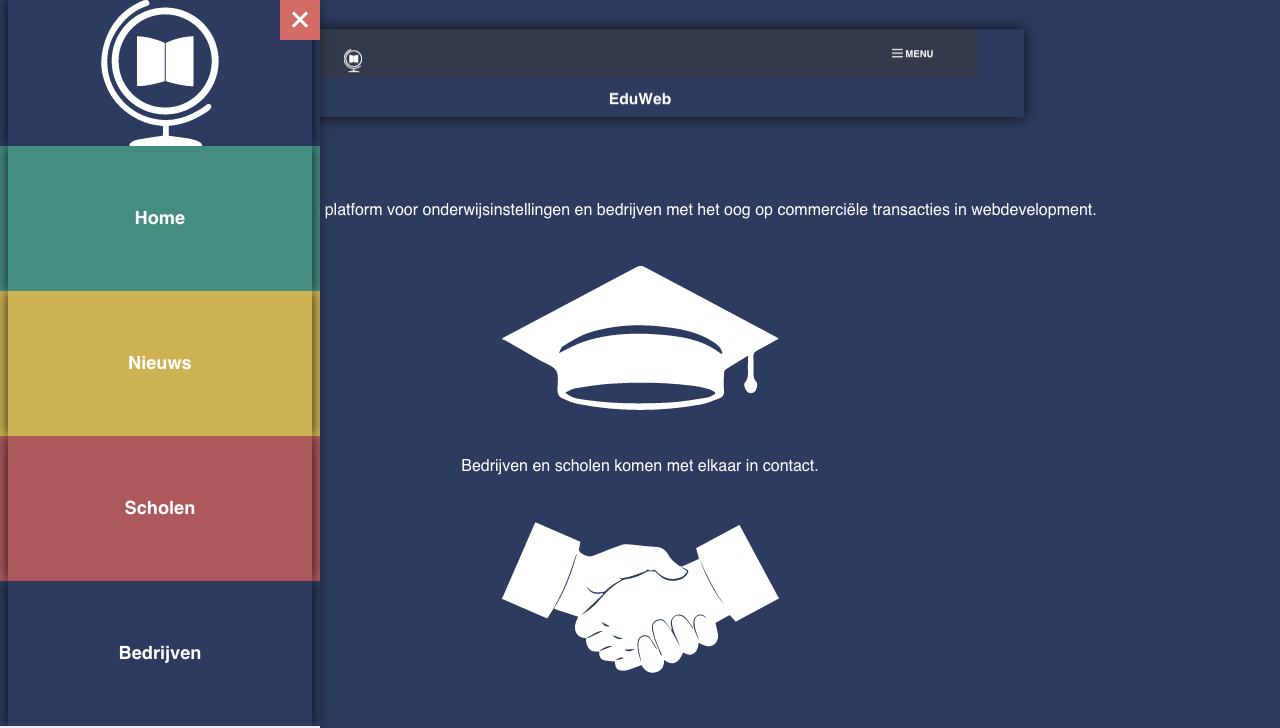 MENU
EduWeb
Home
Nieuws
Scholen
Bedrijven
platform voor onderwijsinstellingen en bedrijven met het oog op commerciële transacties in webdevelopment.
Bedrijven en scholen komen met elkaar in contact.